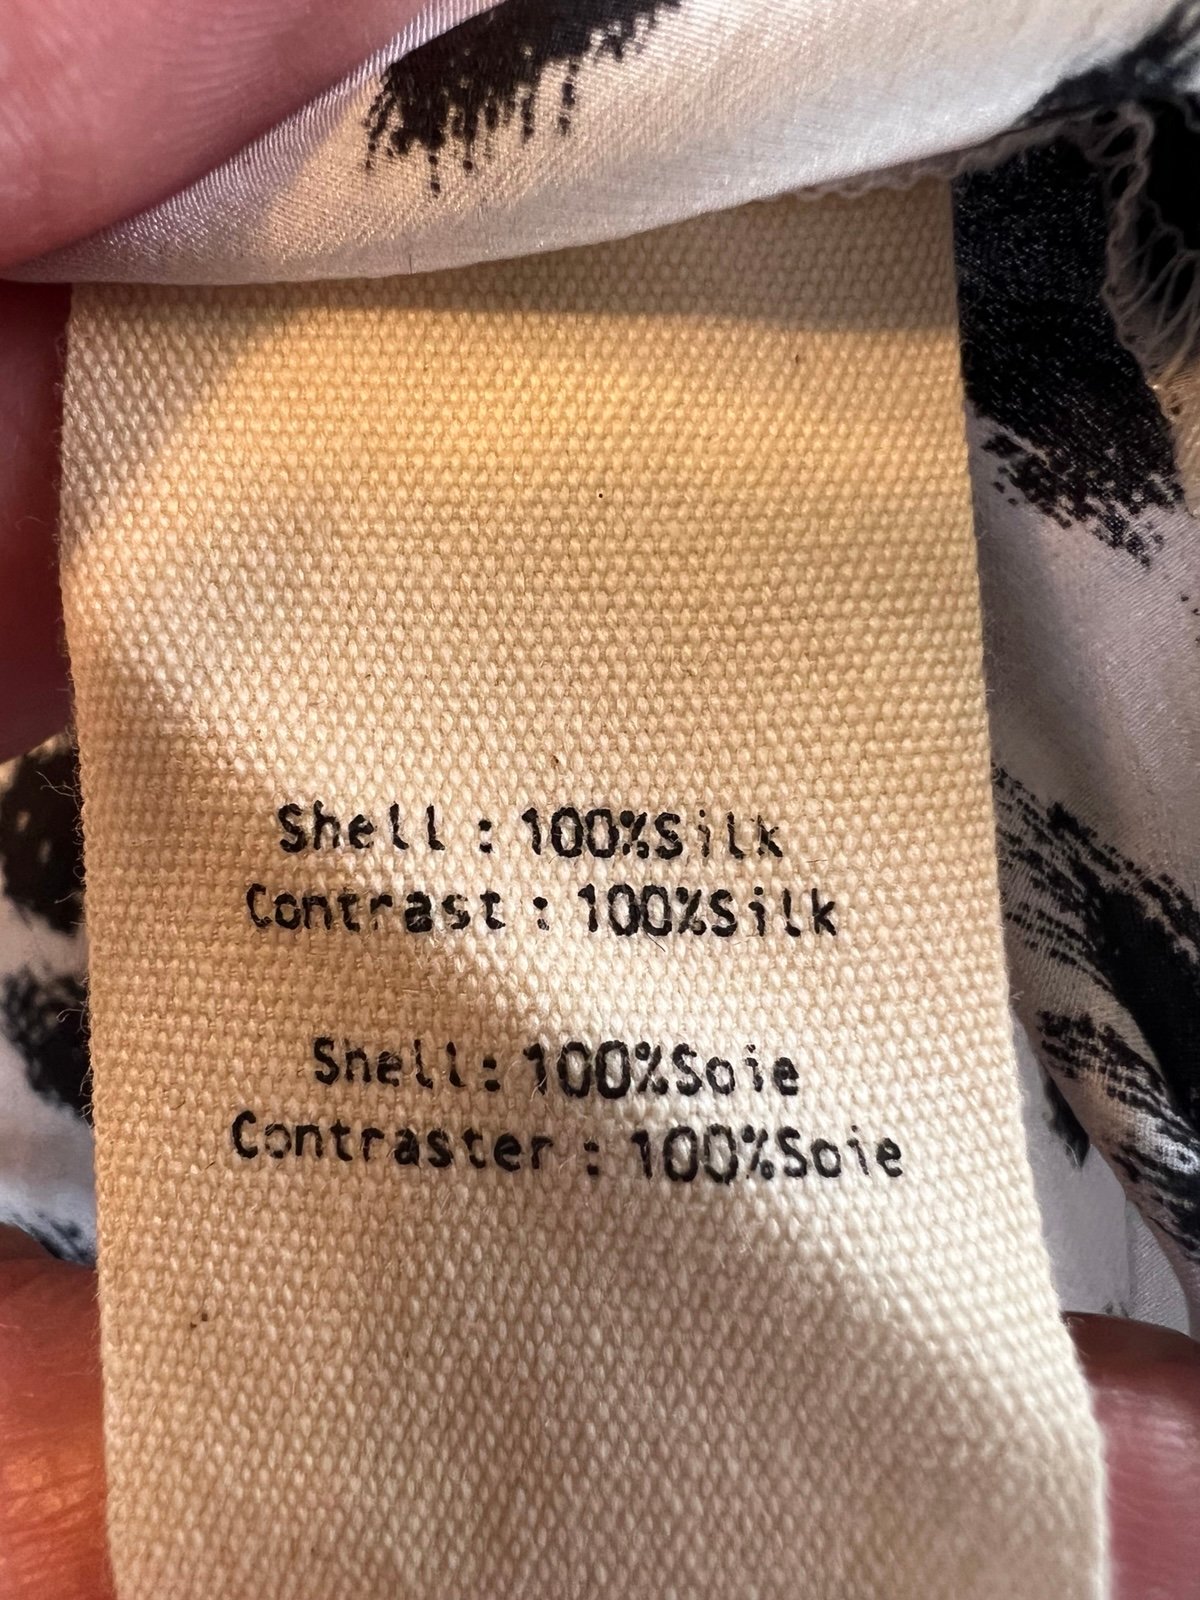 Shell : 100%Silk
Contrast : 100%Silk
Shell: 100%Soie
Contraster : 100%Soie